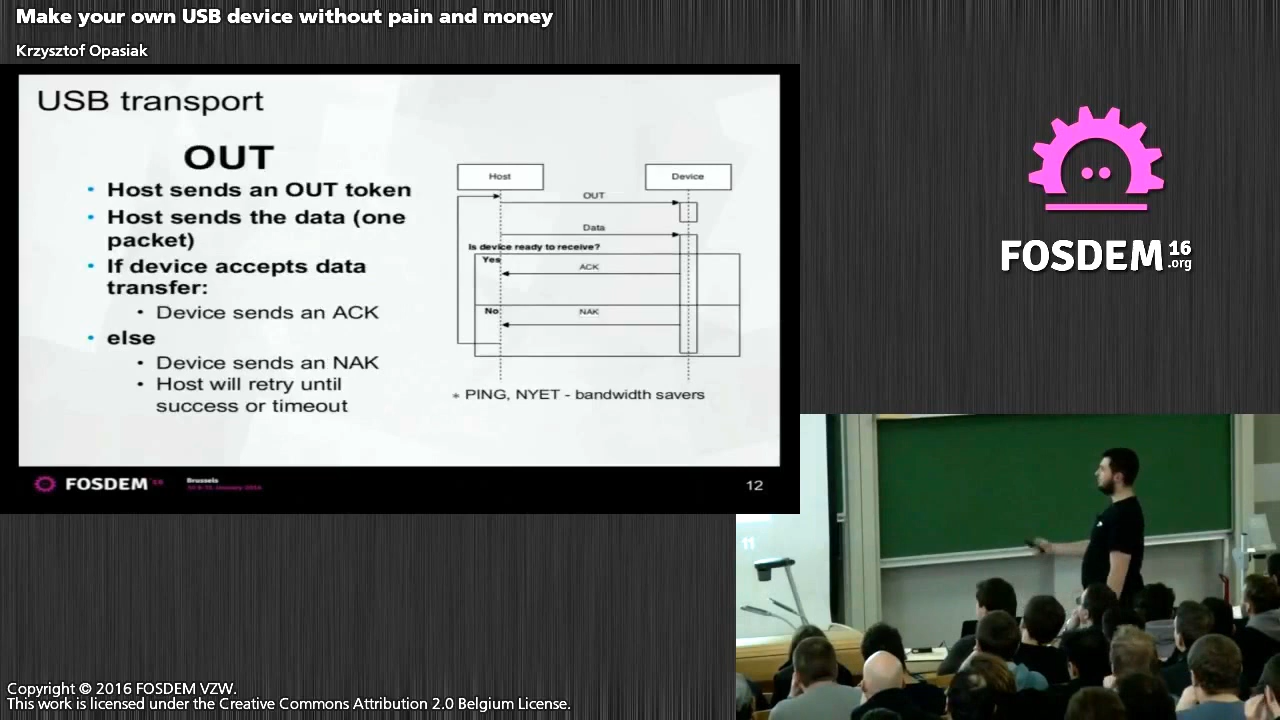 Make your own USB device without pain and money
Krzysztof Opasiak
USB transport
OUT
• Host sends an OUT token
• Host sends the data (one
packet)
• If device accepts data
transfer:
• Device sends an ACK
• else
• Device sends an NAK
• Host will retry until
success or timeout
Host
Device
OUT
Data
Is device ready to receive?
Yes
ACK
No
NAK
* PING, NYET - bandwidth savers
FOSDEM 16
Brussels
12
FOSDEM 16
.org
11
Copyright © 2016 FOSDEM VZW.
This work is licensed under the Creative Commons Attribution 2.0 Belgium License.